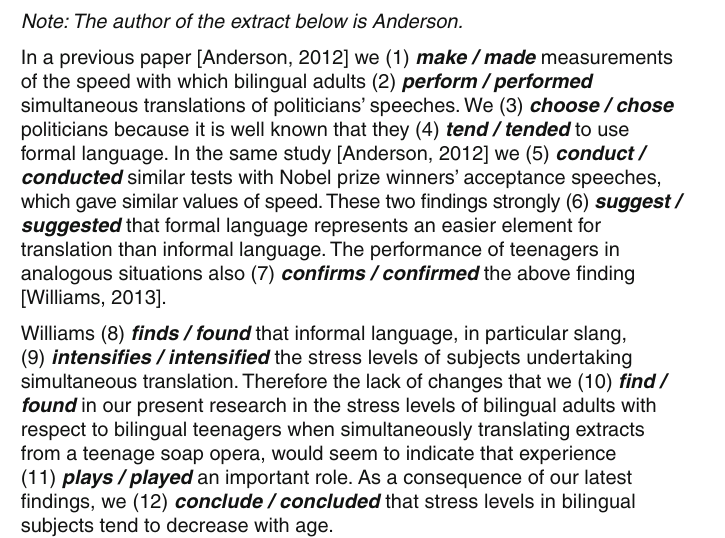 Note: The author of the extract below is Anderson.
In a previous paper [Anderson, 2012] we (1) make / made measurements
of the speed with which bilingual adults (2) perform / performed
simultaneous translations of politicians' speeches. We (3) choose / chose
politicians because it is well known that they (4) tend / tended to use
formal language. In the same study [Anderson, 2012] we (5) conduct /
conducted similar tests with Nobel prize winners' acceptance speeches,
which gave similar values of speed. These two findings strongly (6) suggest /
suggested that formal language represents an easier element for
translation than informal language. The performance of teenagers in
analogous situations also (7) confirms / confirmed the above finding
[Williams, 2013].
Williams (8) finds / found that informal language, in particular slang,
(9) intensifies / intensified the stress levels of subjects undertaking
simultaneous translation. Therefore the lack of changes that we (10) find /
found in our present research in the stress levels of bilingual adults with
respect to bilingual teenagers when simultaneously translating extracts
from a teenage soap opera, would seem to indicate that experience
(11) plays / played an important role. As a consequence of our latest
findings, we (12) conclude / concluded that stress levels in bilingual
subjects tend to decrease with age.